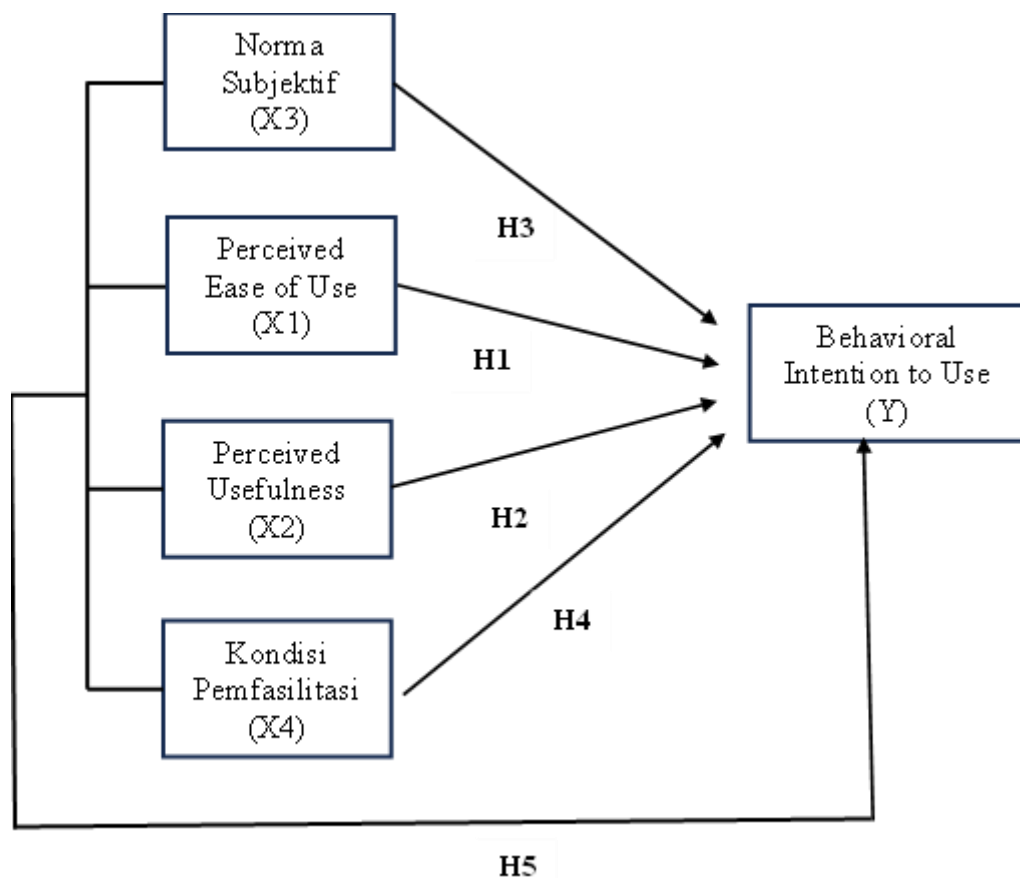 Norma
Subjektif
(X3)
H3
Perceived
Ease of Use
(X1)
H1
Behavioral
Intention to Use
(Y)
Perceived
Usefulness
(X2)
H2
Kondisi
Pemfasilitasi
(X4)
H4
H5